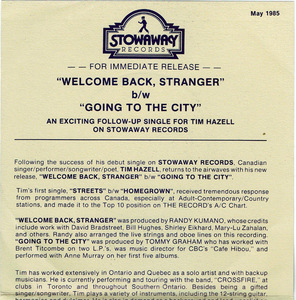 May 1985
STOWAWAY
RECORDS
— FOR IMMEDIATE RELEASE —
"WELCOME BACK, STRANGER"
b/w
"GOING TO THE CITY"
AN EXCITING FOLLOW-UP SINGLE FOR TIM HAZELL
ON STOWAWAY RECORDS
Following the success of his debut single on STOWAWAY RECORDS, Canadian
singer/performer/songwriter/poet, TIM HAZELL, returns to the airwaves with his new
release, "WELCOME BACK, STRANGER" b/w "GOING TO THE CITY".
Tim's first single, "STREETS" b/w "HOMEGROWN", received tremendous response
from programmers across Canada, especially at Adult-Contemporary/Country
stations, and made it to the Top 10 position on THE RECORD's A/C Chart.
"WELCOME BACK, STRANGER" was produced by RANDY KUMANO, whose credits
include work with David Bradstreet, Bill Hughes, Shirley Eikhard, Mary-Lu Zahalan,
and others. Randy also arranged the live strings and oboe lines on this recording.
"GOING TO THE CITY" was produced by TOMMY GRAHAM who has worked with
Brent Titcomb on two L.P.'s, was music director for CBC's "Cafe Hibou", and
performed with Anne Murray on her first five albums.
Tim has worked extensively in Ontario and Quebec as a solo artist and with backup
musicians. He is currently performing and touring with the band, "CROSSFIRE," at
clubs in Toronto and throughout Southern Ontario. Besides being a gifted
singer/songwriter, Tim plays a variety of instruments, including the 12-string guitar,